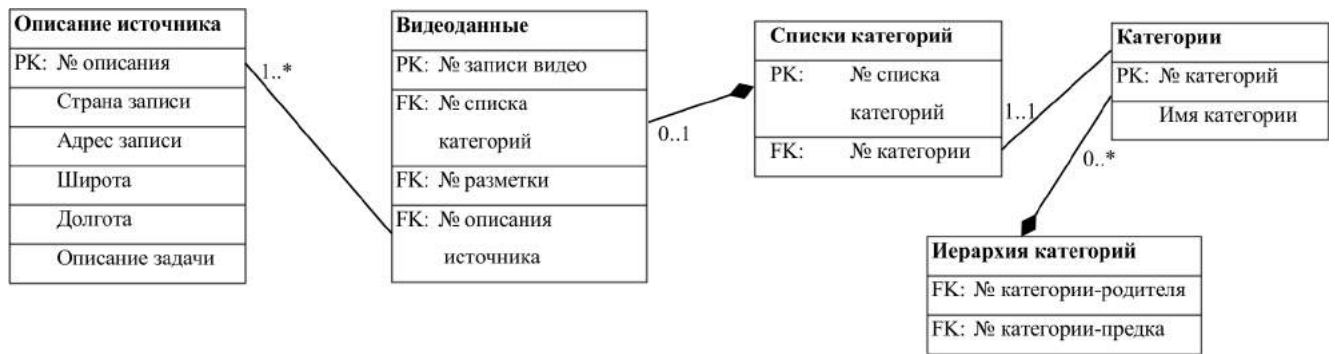 Описание источника
PK: № описания
Страна записи
Адрес записи
Широта
Долгота
Описание задачи
1..*
Видеоданные
PK: № записи видео
FK: № списка
категорий
FK: № разметки
FK: № описания
источника
0..1
Списки категорий
PK: № списка
категорий
FK: № категории
1..1
Категории
PK: № категорий
Имя категории
0..*
Иерархия категорий
FK: № категории-родителя
FK: № категории-предка